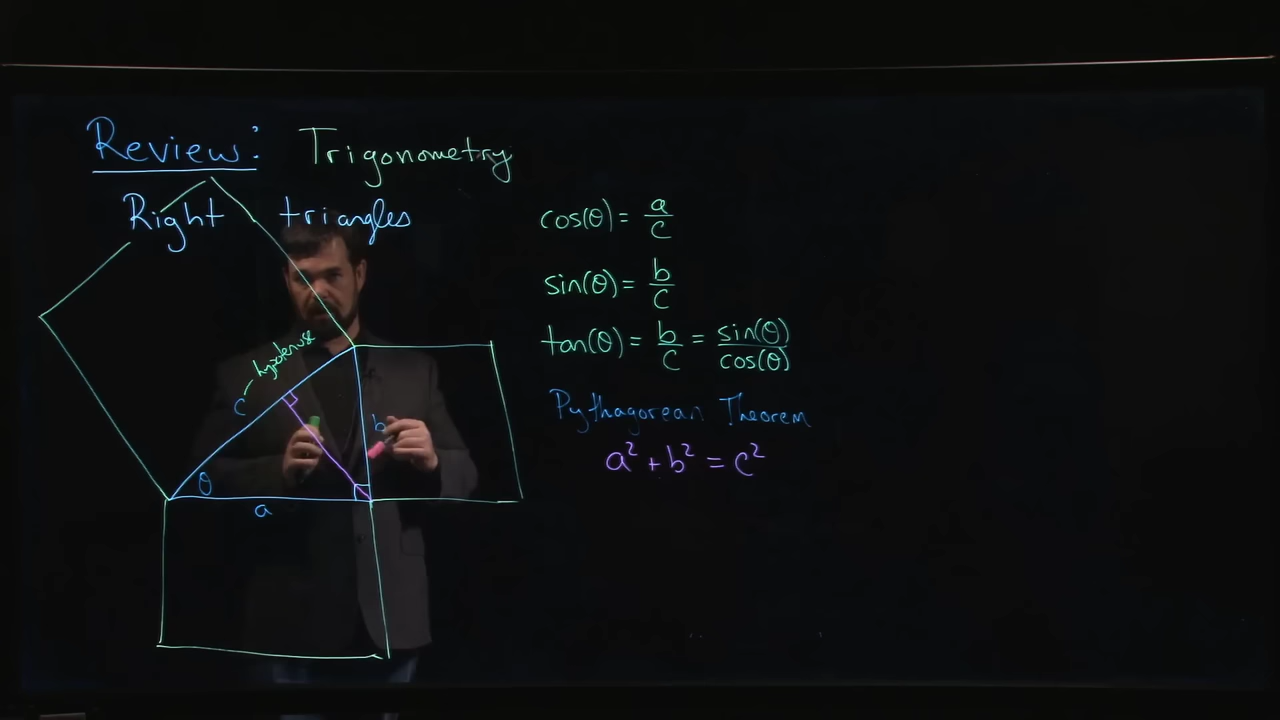 Review: Trigonometry
Right triangles
cos(θ) = a/c
sin(θ) = b/c
tan(θ) = b/c = sin(θ)/cos(θ)
Pythagorean Theorem
a² + b² = c²
hypotenuse
c
b
θ
a